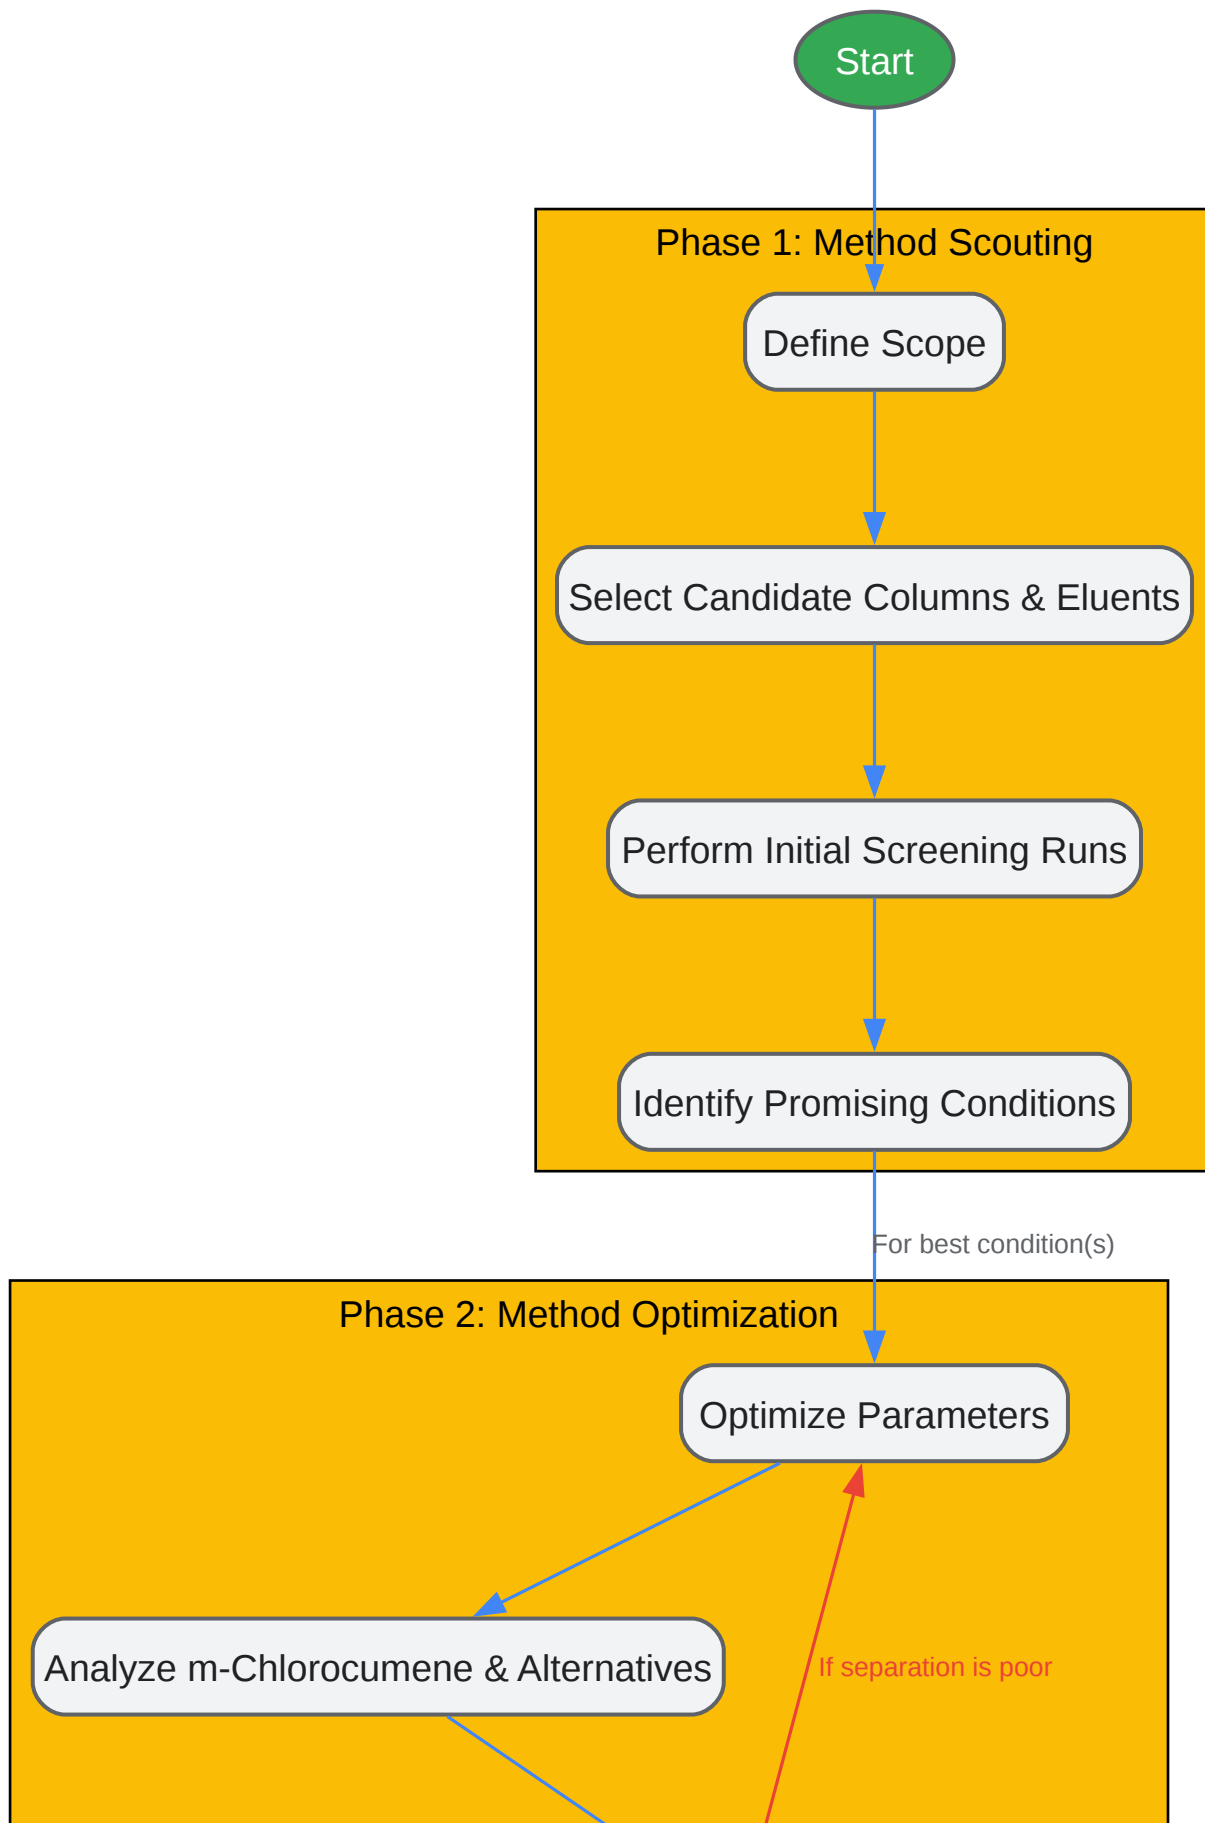 Start
Phase 1: Method Scouting
Define Scope
Select Candidate Columns & Eluents
Perform Initial Screening Runs
Identify Promising Conditions
For best condition(s)
Phase 2: Method Optimization
Optimize Parameters
Analyze m-Chlorocumene & Alternatives
If separation is poor